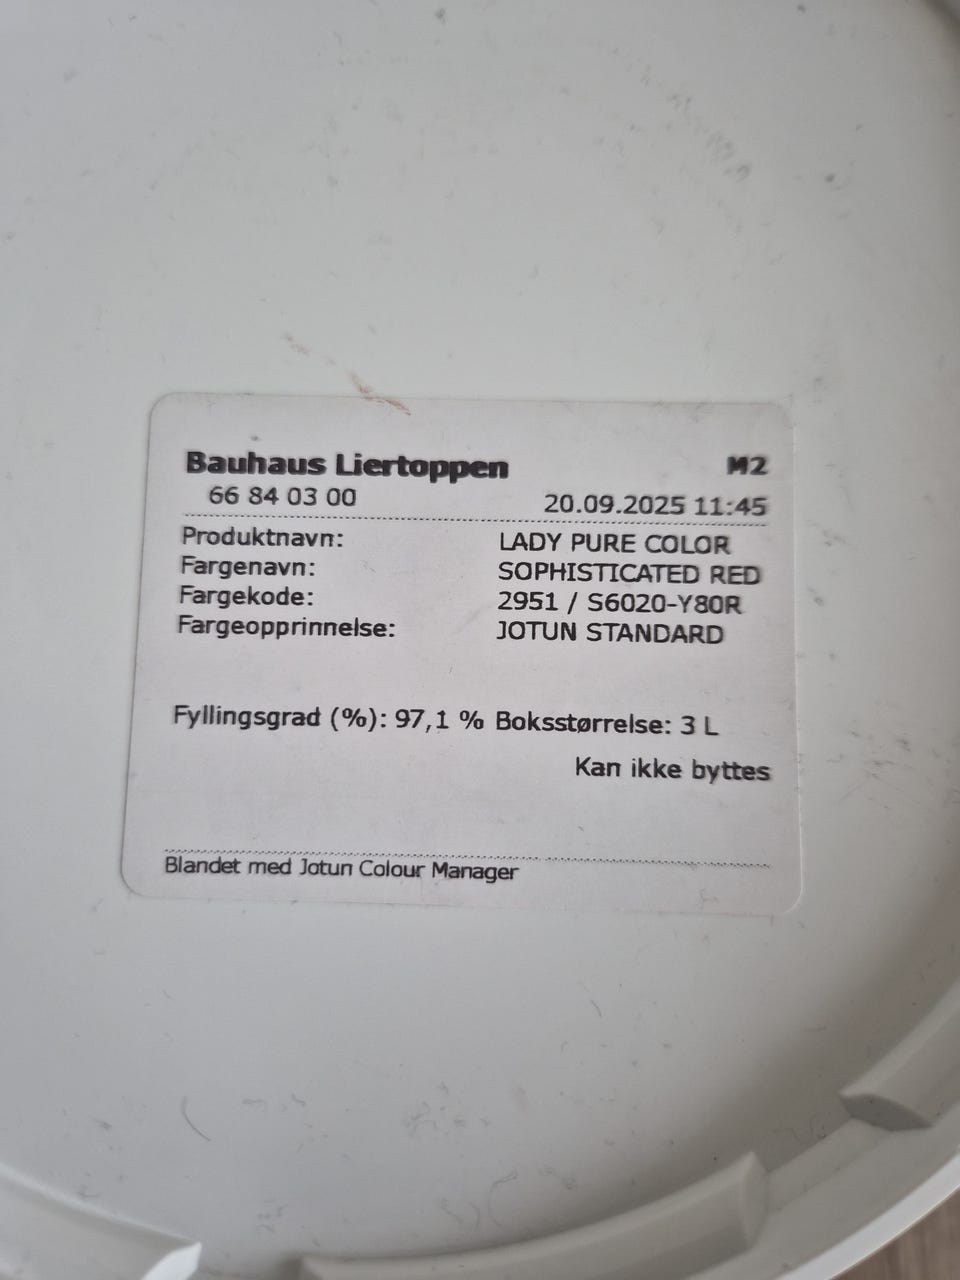 Bauhaus Liertoppen M2
66 84 03 00 20.09.2025 11:45
Produktnavn: LADY PURE COLOR
Fargenavn: SOPHISTICATED RED
Fargekode: 2951 / S6020-Y80R
Fargeopprinnelse: JOTUN STANDARD
Fyllingsgrad (%): 97,1 % Boksstørrelse: 3 L
Kan ikke byttes
Blandet med Jotun Colour Manager